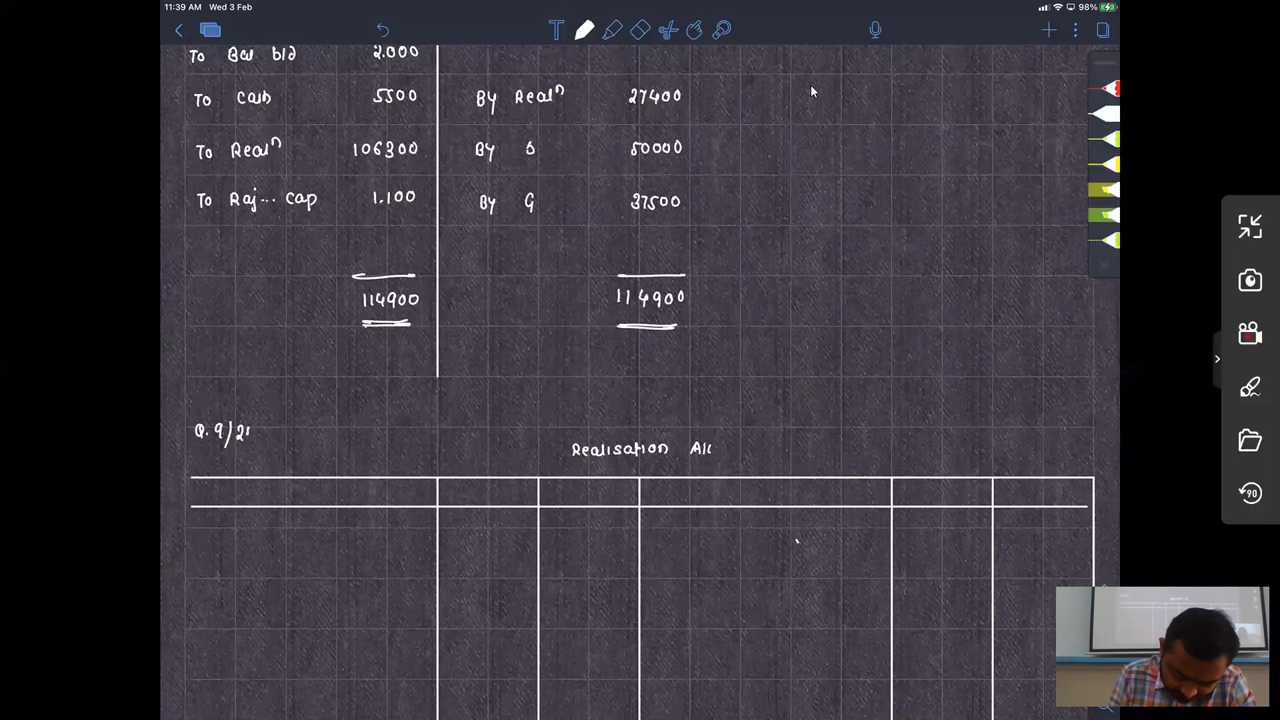 11:39 AM Wed 3 Feb
98%
To Bal b/d 2.000
To Cash 5500 By Realⁿ 27400
To Realⁿ 106300 By S 50000
To Raj... Cap 1.100 By G 37500
114900 114900
Q.9/21
Realisation A/c
90